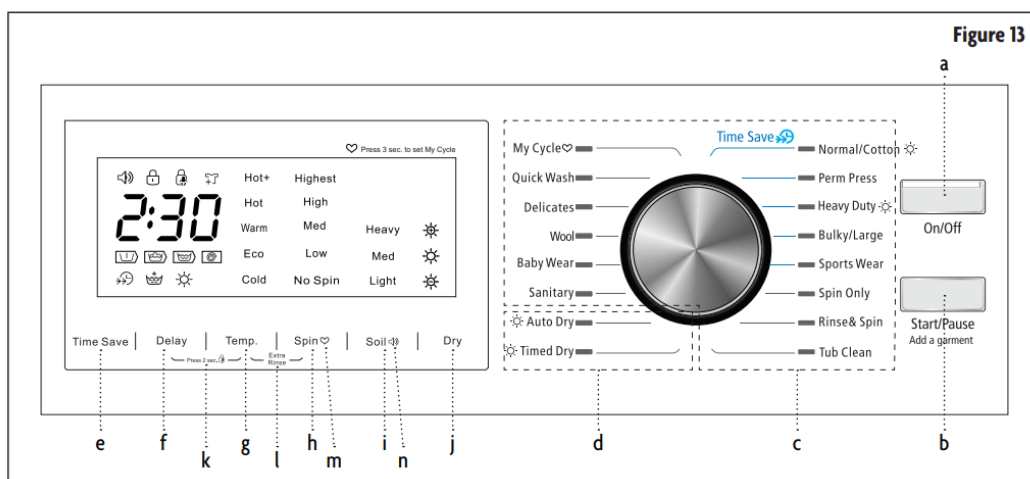 Figure 13
a
♡ Press 3 sec. to set My Cycle
Hot+ Highest
2:30
Hot High
Warm Med Heavy
Eco Low Med
Cold No Spin Light
Time Save Delay Temp. Spin♡ Soil Dry
Press 2 sec.
Extra
Rinse
Time Save
My Cycle♡ Normal/Cotton
Quick Wash Perm Press
Delicates Heavy Duty
Wool Bulky/Large
Baby Wear Sports Wear
Sanitary Spin Only
Auto Dry Rinse& Spin
Timed Dry Tub Clean
On/Off
Start/Pause
Add a garment
e f k g l h m i n j d c b